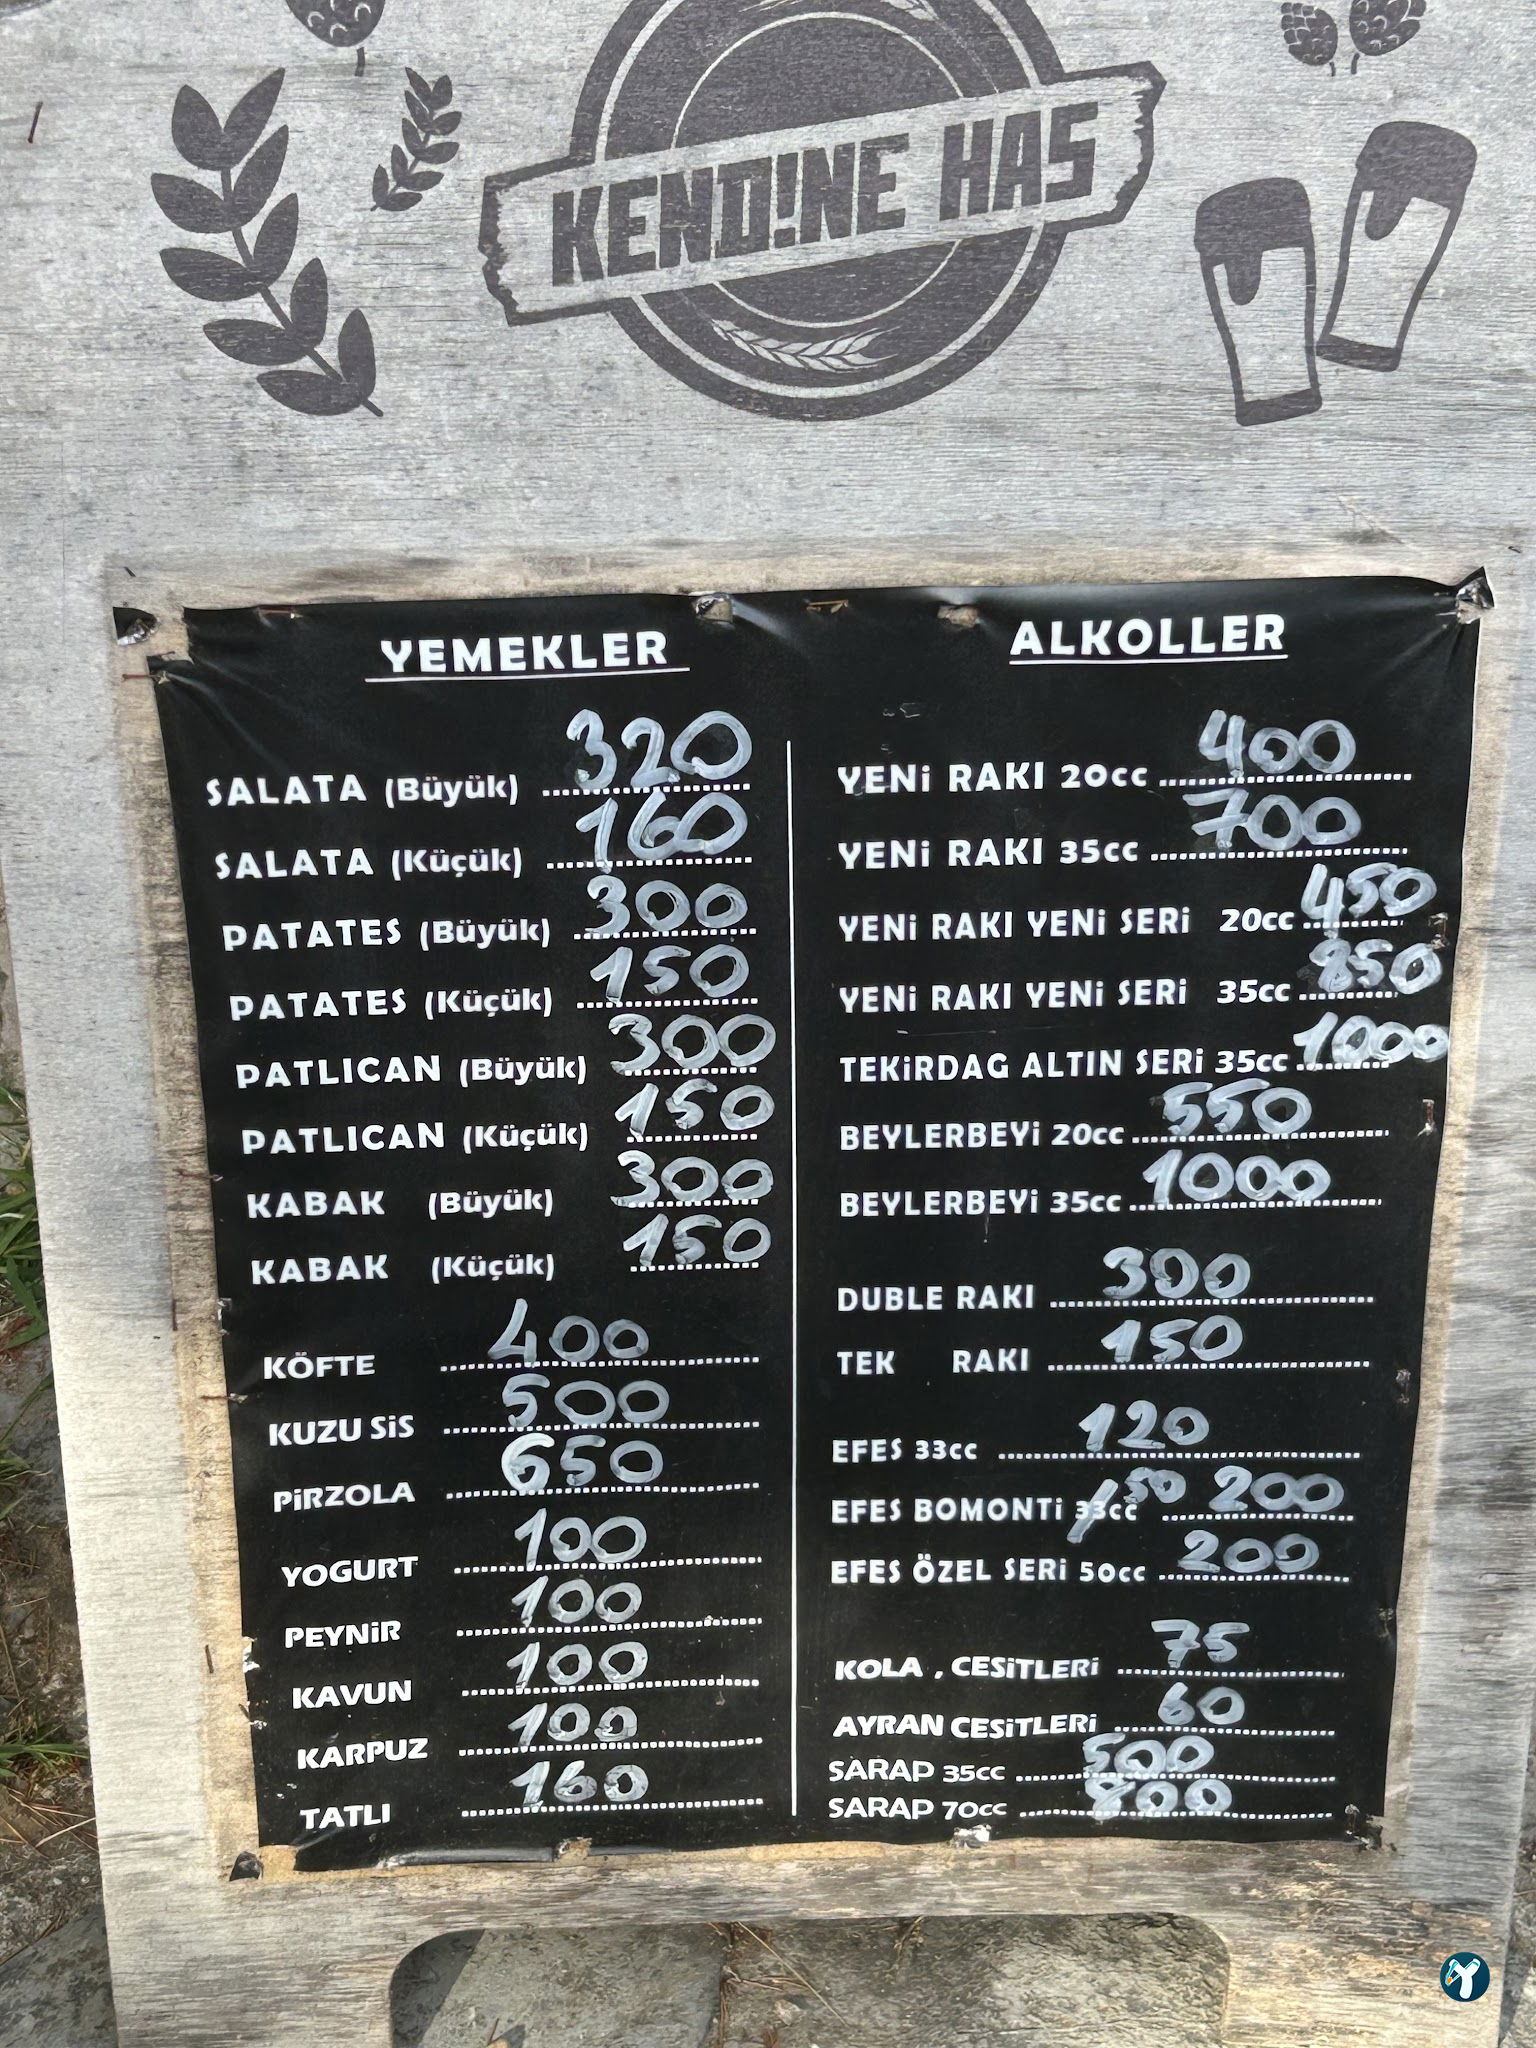 KEND!NE HAS
YEMEKLER
SALATA (Büyük) 320
SALATA (Küçük) 160
PATATES (Büyük) 300
PATATES (Küçük) 150
PATLICAN (Büyük) 300
PATLICAN (Küçük) 150
KABAK (Büyük) 300
KABAK (Küçük) 150
KÖFTE 400
KUZU SiS 500
PiRZOLA 650
YOGURT 100
PEYNiR 100
KAVUN 100
KARPUZ 100
TATLI 160
ALKOLLER
YENi RAKI 20cc 400
YENi RAKI 35cc 700
YENi RAKI YENi SERi 20cc 450
YENi RAKI YENi SERi 35cc 850
TEKiRDAG ALTIN SERi 35cc 1000
BEYLERBEYi 20cc 550
BEYLERBEYi 35cc 1000
DUBLE RAKI 300
TEK RAKI 150
EFES 33cc 120
EFES BOMONTi 33cc 150 200
EFES ÖZEL SERi 50cc 200
KOLA , CESiTLERi 75
AYRAN CESiTLERi 60
SARAP 35cc 500
SARAP 70cc 800